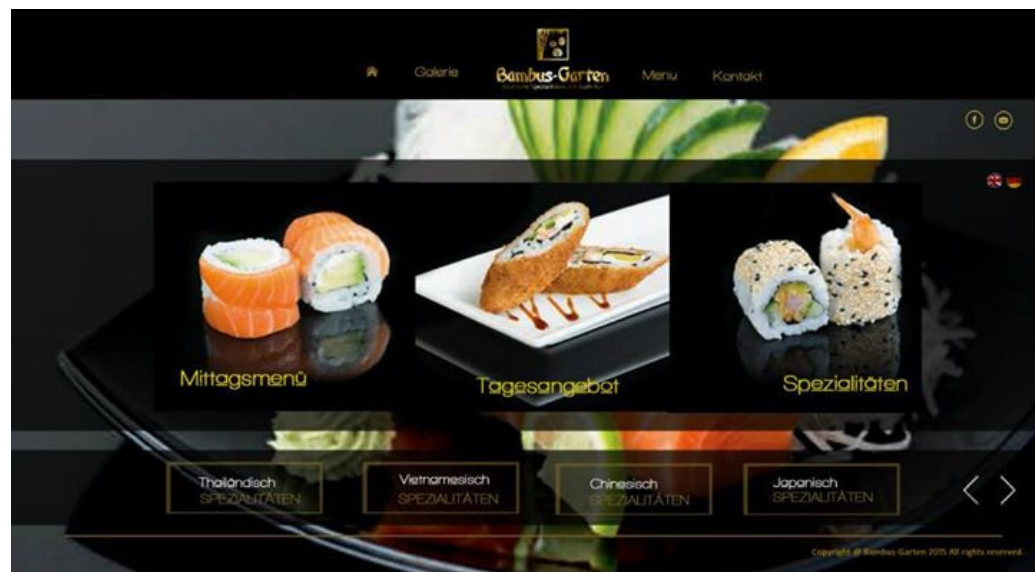 Galerie
Bambus-Garten
Menu
Kontakt
f
Mittagsmenü
Tagesangebot
Spezialitäten
Thailändisch
SPEZIALITÄTEN
Vietnamesisch
SPEZIALITÄTEN
Chinesisch
SPEZIALITÄTEN
Japanisch
SPEZIALITÄTEN
Copyright @ Bambus-Garten 2015 All rights reserved.